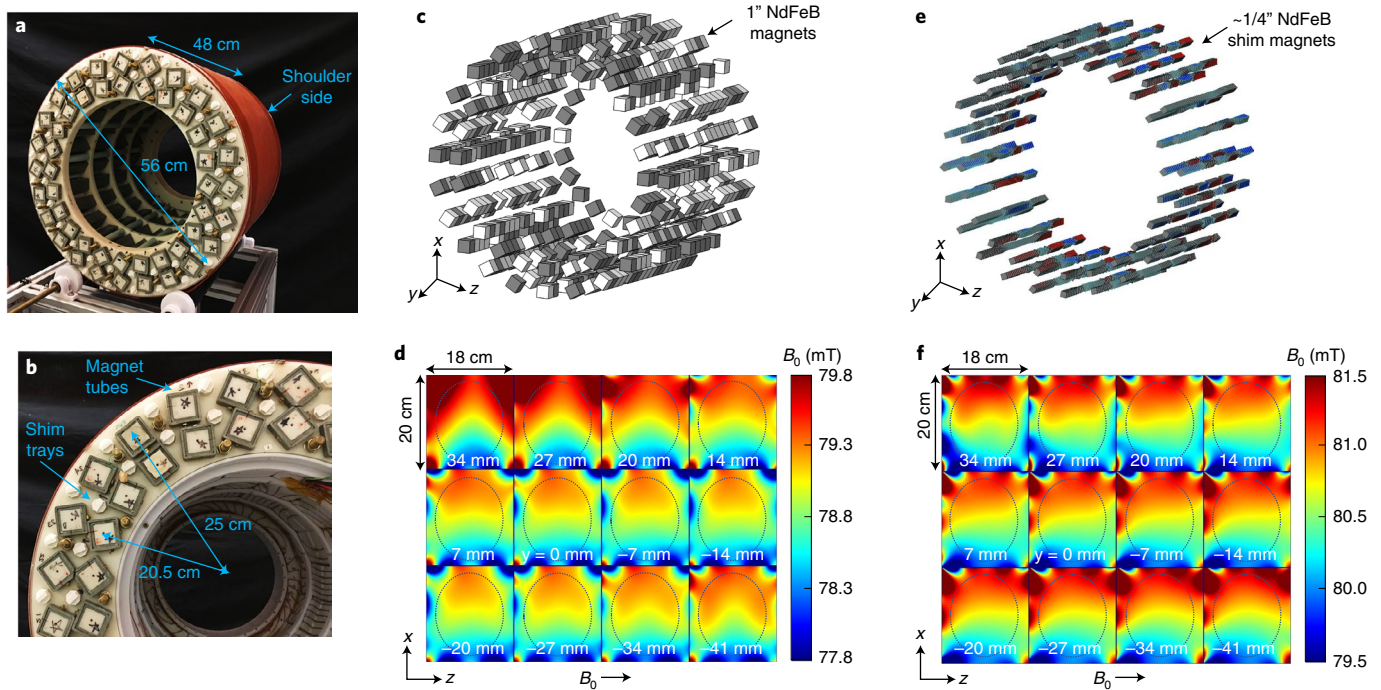 a
48 cm
Shoulder
side
56 cm
b
Magnet
tubes
Shim
trays
25 cm
20.5 cm
c
1” NdFeB
magnets
x
y
z
d
18 cm
B0 (mT)
20 cm
34 mm
27 mm
20 mm
14 mm
7 mm
y = 0 mm
–7 mm
–14 mm
–20 mm
–27 mm
–34 mm
–41 mm
79.8
79.3
78.8
78.3
77.8
x
z
B0
e
~1/4” NdFeB
shim magnets
x
y
z
f
18 cm
B0 (mT)
20 cm
34 mm
27 mm
20 mm
14 mm
7 mm
y = 0 mm
–7 mm
–14 mm
–20 mm
–27 mm
–34 mm
–41 mm
81.5
81.0
80.5
80.0
79.5
x
z
B0